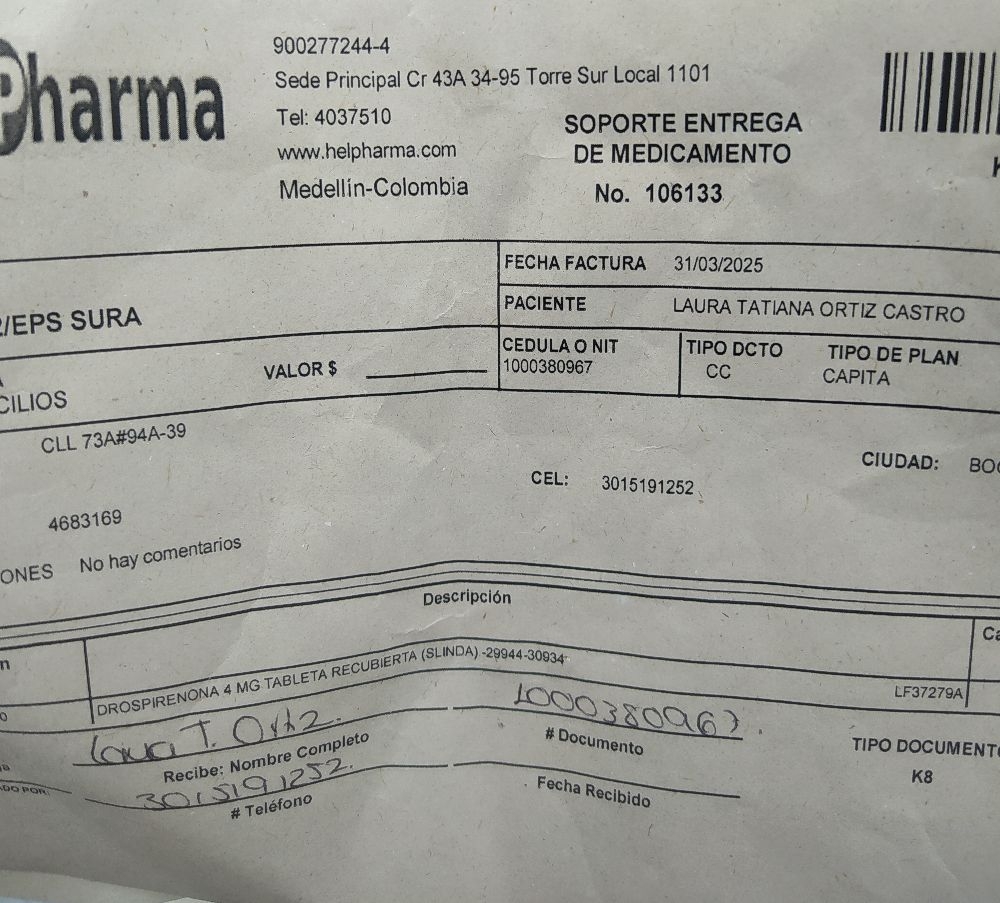 Pharma
900277244-4
Sede Principal Cr 43A 34-95 Torre Sur Local 1101
Tel: 4037510
www.helpharma.com
Medellín-Colombia
SOPORTE ENTREGA
DE MEDICAMENTO
No. 106133
/EPS SURA
FECHA FACTURA 31/03/2025
PACIENTE LAURA TATIANA ORTIZ CASTRO
CEDULA O NIT
1000380967
TIPO DCTO
CC
TIPO DE PLAN
CAPITA
VALOR $
CILIOS
CLL 73A#94A-39
CIUDAD: BOG
CEL: 3015191252
4683169
ONES No hay comentarios
Descripción
Ca
DROSPIRENONA 4 MG TABLETA RECUBIERTA (SLINDA) -29944-30934
LF37279A
Laura T. Ortiz.
Recibe: Nombre Completo
1000380967.
# Documento
TIPO DOCUMENTO
K8
3015191252.
# Teléfono
Fecha Recibido
DO POR: